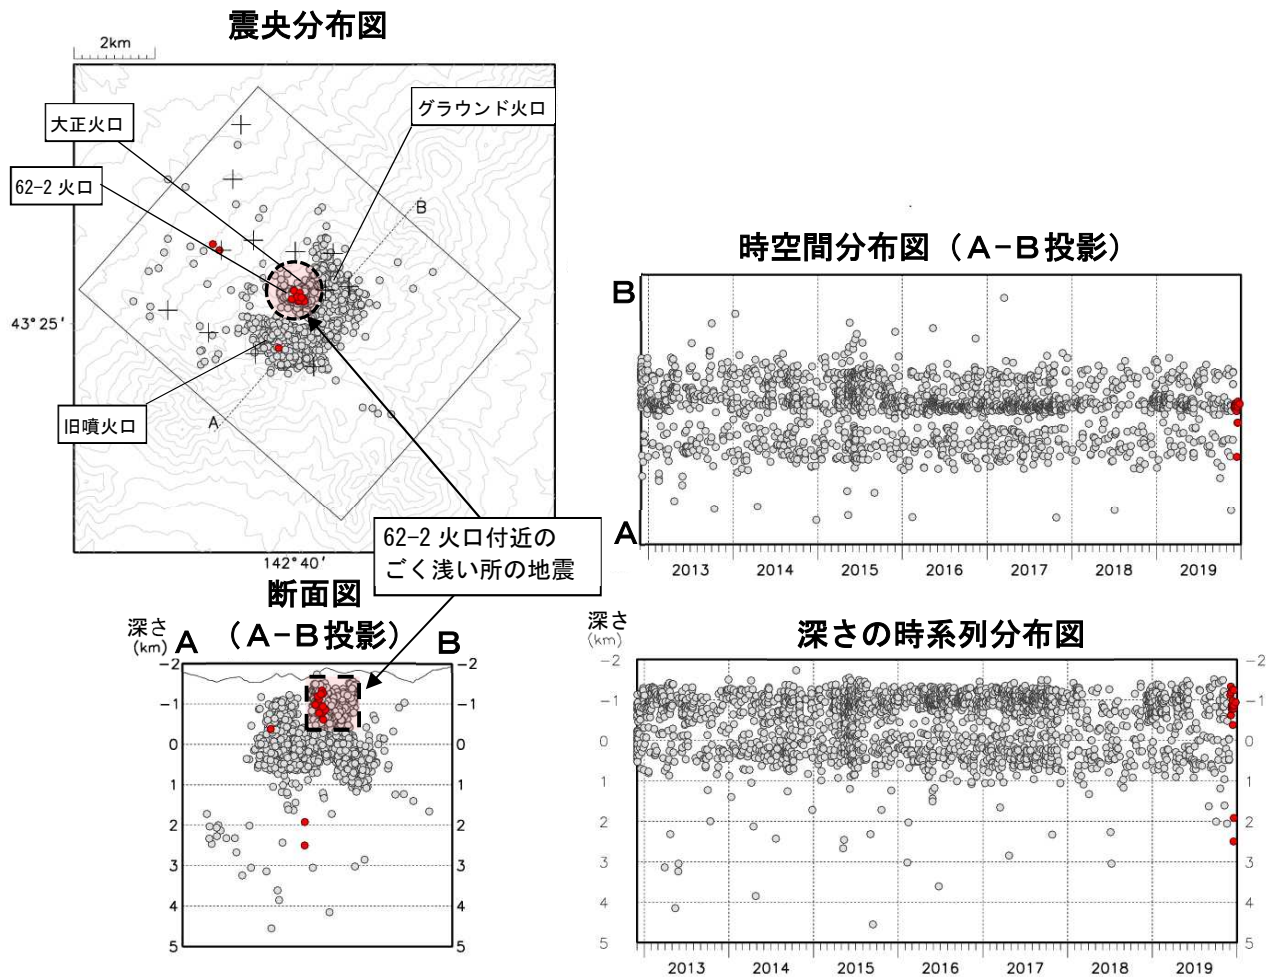 震央分布図
2km
大正火口
グラウンド火口
62-2 火口
B
43°25′
A
旧噴火口
142°40′
62-2 火口付近の
ごく浅い所の地震
時空間分布図（A-B投影）
B
A
2013 2014 2015 2016 2017 2018 2019
断面図
（A-B投影）
深さ
(km)
A B
-2 -2
-1 -1
0 0
1 1
2 2
3 3
4 4
5 5
深さの時系列分布図
深さ
(km)
-2 -2
-1 -1
0 0
1 1
2 2
3 3
4 4
5 5
2013 2014 2015 2016 2017 2018 2019